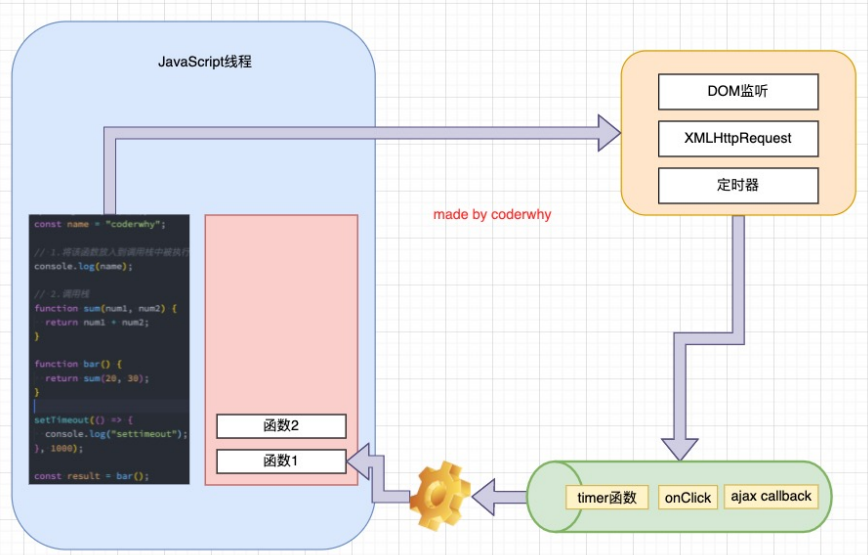 JavaScript线程
DOM监听
XMLHttpRequest
定时器
made by coderwhy
const name = "coderwhy";
// 1.将该函数放入到调用栈中被执行
console.log(name);
// 2.调用栈
function sum(num1, num2) {
return num1 + num2;
}
function bar() {
return sum(20, 30);
}
setTimeout(() => {
console.log("settimeout");
}, 1000);
const result = bar();
函数2
函数1
timer函数
onClick
ajax callback